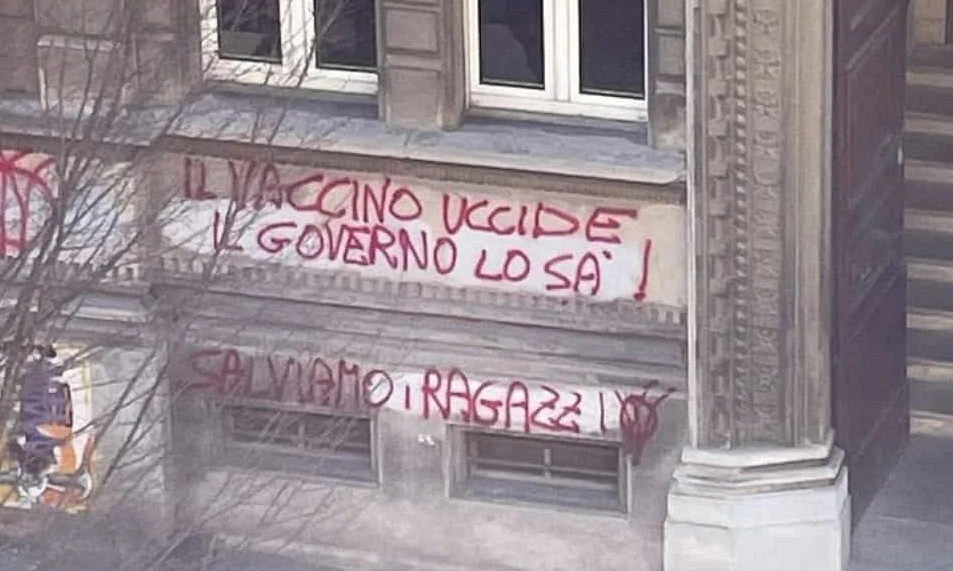 IL VACCINO UCCIDE
IL GOVERNO LO SA' !
SALVIAMO I RAGAZZI